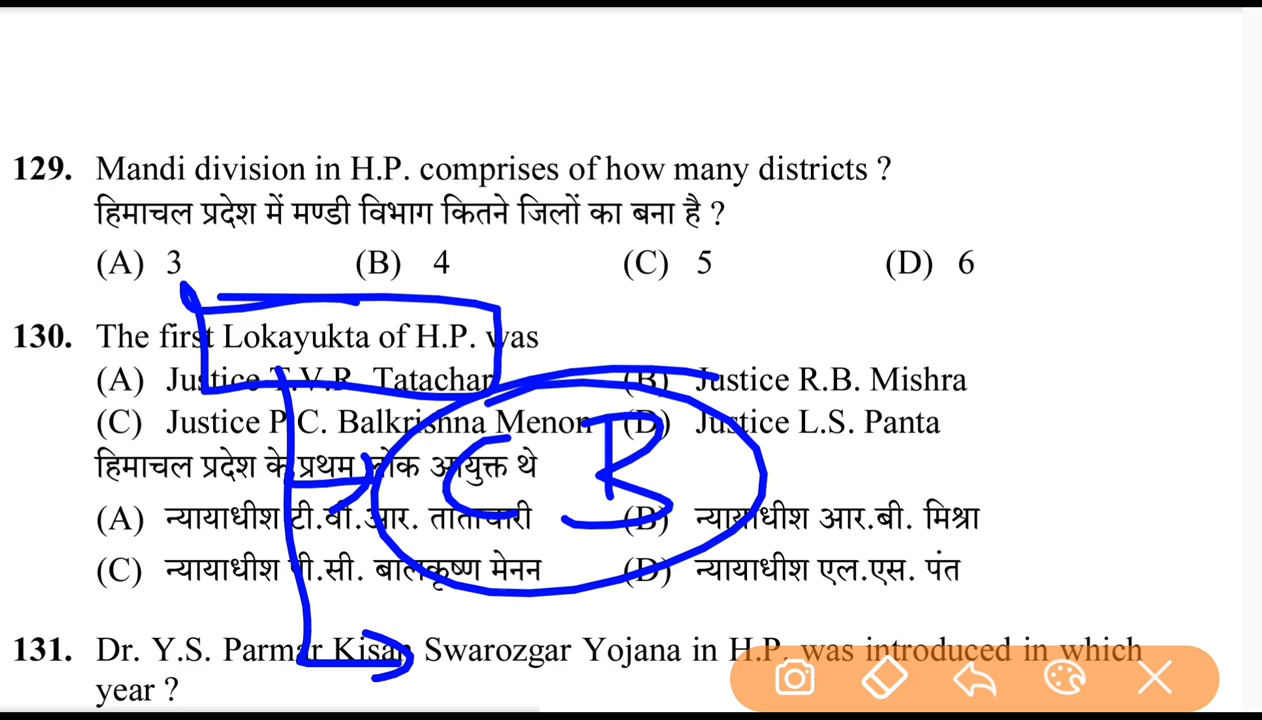 129. Mandi division in H.P. comprises of how many districts ?
हिमाचल प्रदेश में मण्डी विभाग कितने जिलों का बना है ?
(A) 3 (B) 4 (C) 5 (D) 6
130. The first Lokayukta of H.P. was
(A) Justice T.V.R. Tatachari (B) Justice R.B. Mishra
(C) Justice P.C. Balkrishna Menon (D) Justice L.S. Panta
हिमाचल प्रदेश के प्रथम लोक आयुक्त थे
(A) न्यायाधीश टी.वी.आर. ताताचारी (B) न्यायाधीश आर.बी. मिश्रा
(C) न्यायाधीश पी.सी. बालकृष्ण मेनन (D) न्यायाधीश एल.एस. पंत
CB
131. Dr. Y.S. Parmar Kisan Swarozgar Yojana in H.P. was introduced in which
year ?